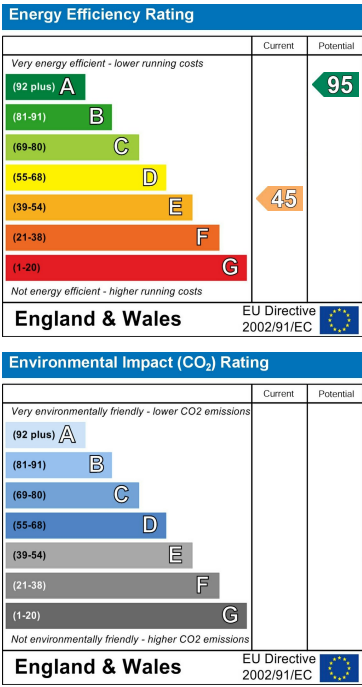 Energy Efficiency Rating
Current Potential
Very energy efficient - lower running costs
(92 plus) A
95
(81-91) B
(69-80) C
(55-68) D
(39-54) E
45
(21-38) F
(1-20) G
Not energy efficient - higher running costs
England & Wales
EU Directive
2002/91/EC
Environmental Impact (CO₂) Rating
Current Potential
Very environmentally friendly - lower CO2 emissions
(92 plus) A
(81-91) B
(69-80) C
(55-68) D
(39-54) E
(21-38) F
(1-20) G
Not environmentally friendly - higher CO2 emissions
England & Wales
EU Directive
2002/91/EC